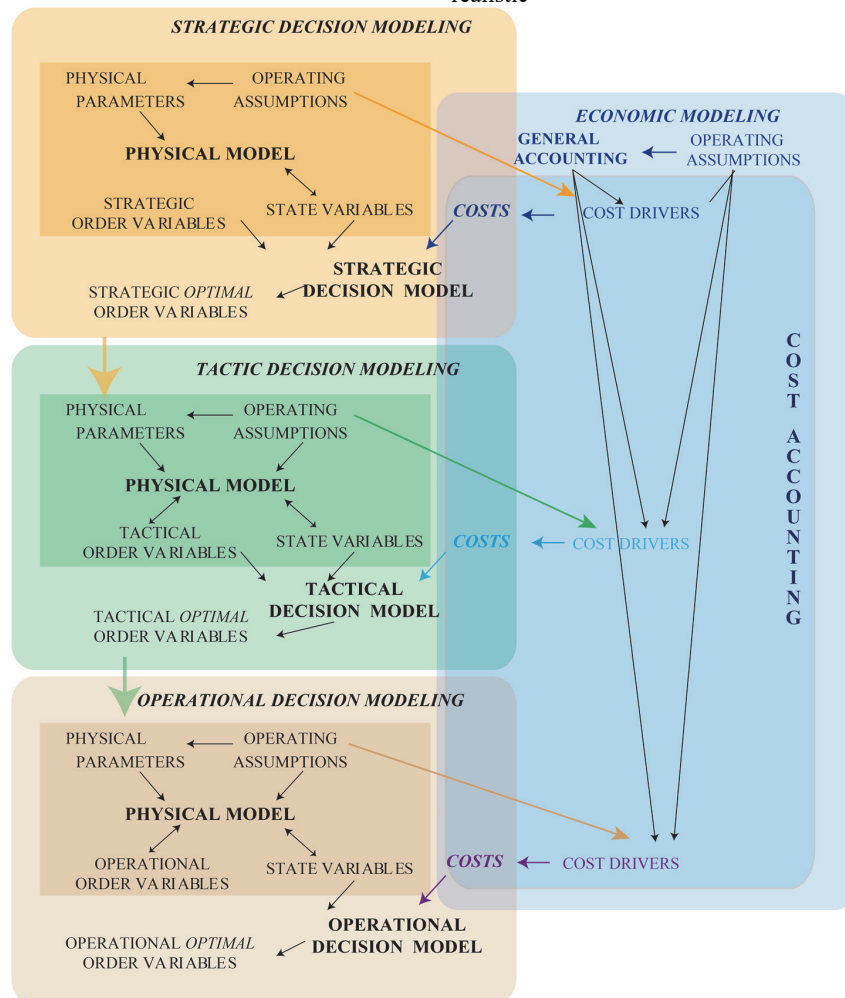 realistic
STRATEGIC DECISION MODELING
PHYSICAL
PARAMETERS
OPERATING
ASSUMPTIONS
PHYSICAL MODEL
STRATEGIC
ORDER VARIABLES
STATE VARIABLES
STRATEGIC
DECISION MODEL
STRATEGIC OPTIMAL
ORDER VARIABLES
ECONOMIC MODELING
GENERAL
ACCOUNTING
OPERATING
ASSUMPTIONS
COSTS
COST DRIVERS
COST ACCOUNTING
TACTIC DECISION MODELING
PHYSICAL
PARAMETERS
OPERATING
ASSUMPTIONS
PHYSICAL MODEL
TACTICAL
ORDER VARIABLES
STATE VARIABLES
COSTS
COST DRIVERS
TACTICAL
DECISION MODEL
TACTICAL OPTIMAL
ORDER VARIABLES
OPERATIONAL DECISION MODELING
PHYSICAL
PARAMETERS
OPERATING
ASSUMPTIONS
PHYSICAL MODEL
OPERATIONAL
ORDER VARIABLES
STATE VARIABLES
COSTS
COST DRIVERS
OPERATIONAL
DECISION MODEL
OPERATIONAL OPTIMAL
ORDER VARIABLES